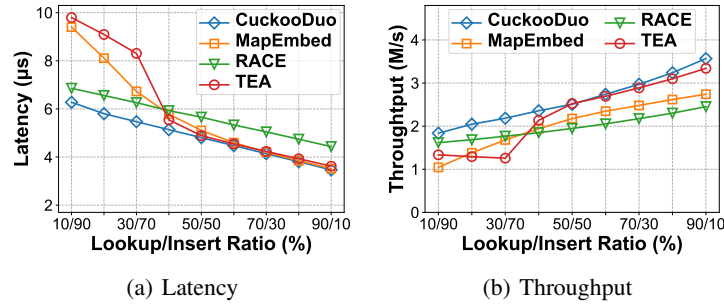 CuckooDuo
MapEmbed
RACE
TEA
Latency (μs)
10
8
6
4
2
10/90 30/70 50/50 70/30 90/10
Lookup/Insert Ratio (%)
(a) Latency
CuckooDuo RACE
MapEmbed TEA
Throughtput (M/s)
4
3
2
1
0
10/90 30/70 50/50 70/30 90/10
Lookup/Insert Ratio (%)
(b) Throughput